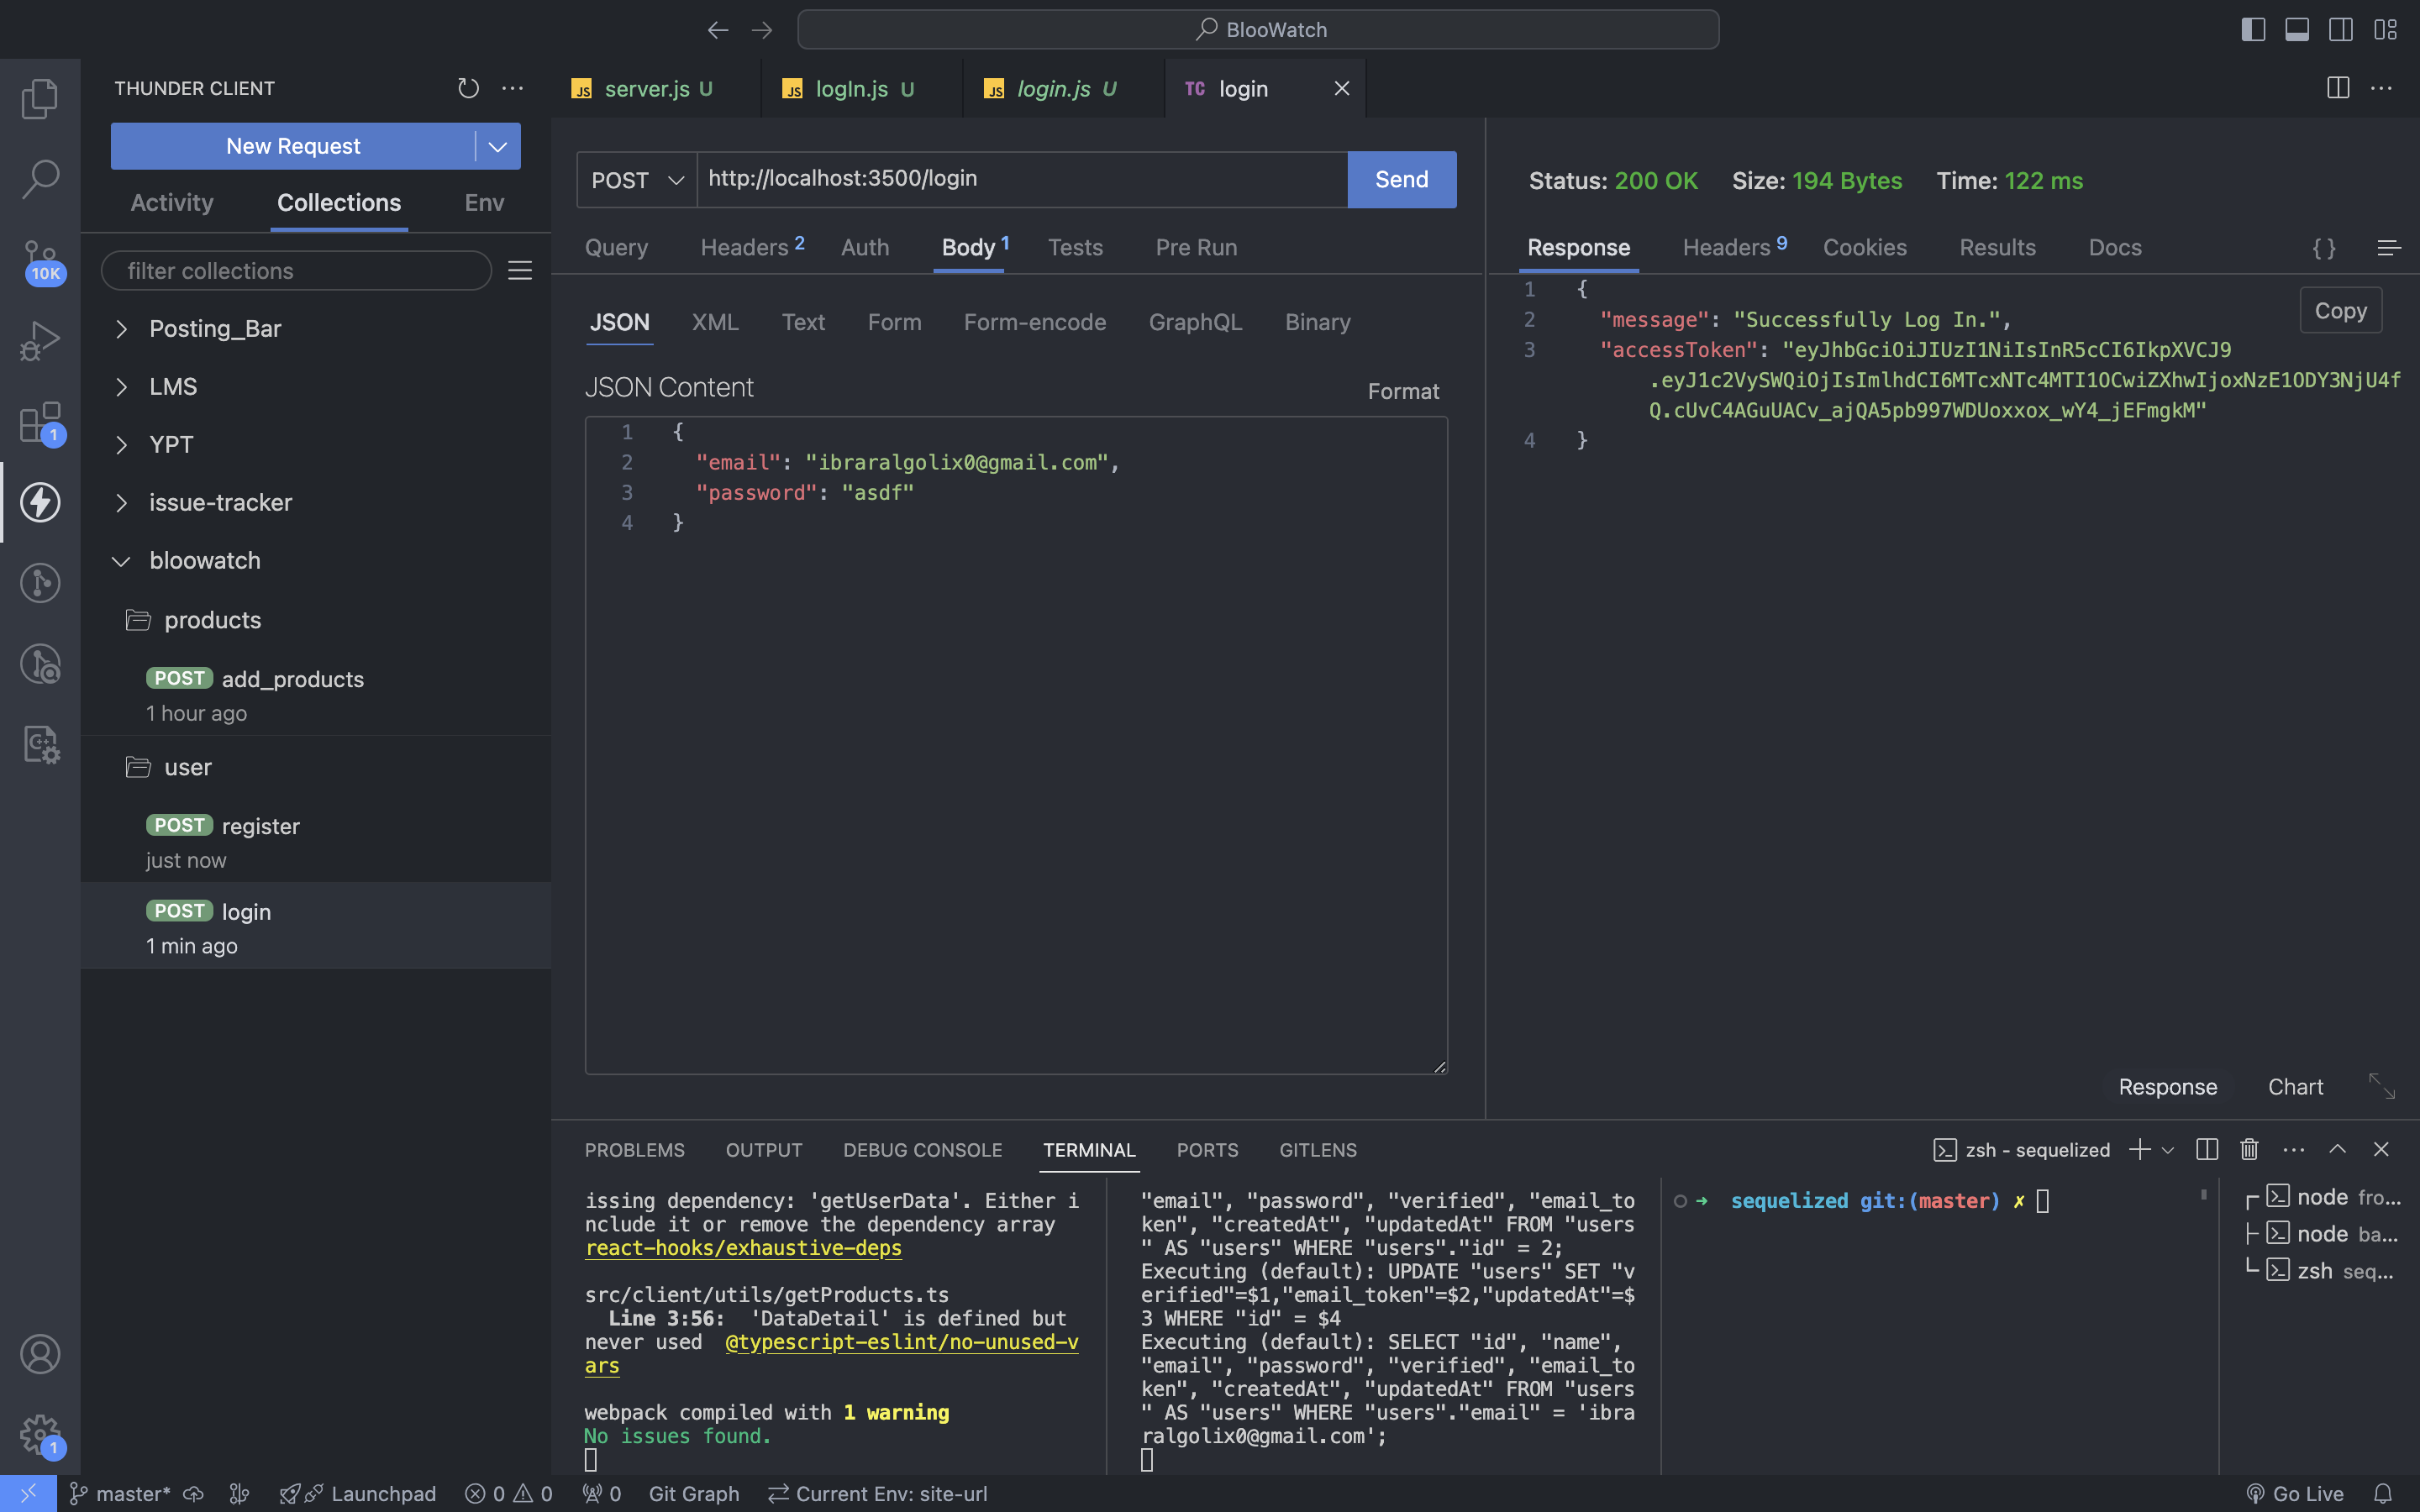 BlooWatch
THUNDER CLIENT
New Request
Activity Collections Env
filter collections
Posting_Bar
LMS
YPT
issue-tracker
bloowatch
products
POST add_products
1 hour ago
user
POST register
just now
POST login
1 min ago
10K
1
1
JS server.js U
JS logIn.js U
JS login.js U
TC login
POST http://localhost:3500/login Send
Query Headers 2 Auth Body 1 Tests Pre Run
JSON XML Text Form Form-encode GraphQL Binary
JSON Content Format
1 {
2 "email": "ibraralgolix0@gmail.com",
3 "password": "asdf"
4 }
Status: 200 OK Size: 194 Bytes Time: 122 ms
Response Headers 9 Cookies Results Docs {}
Copy
1 {
2 "message": "Successfully Log In.",
3 "accessToken": "eyJhbGciOiJIUzI1NiIsInR5cCI6IkpXVCJ9
.eyJ1c2VySWQiOjIsImlhdCI6MTcxNTc4MTI1OCwiZXhwIjoxNzE1ODY3NjU4f
Q.cUvC4AGuUACv_ajQA5pb997WDUoxxox_wY4_jEFmgkM"
4 }
Response Chart
PROBLEMS OUTPUT DEBUG CONSOLE TERMINAL PORTS GITLENS
zsh - sequelized
issing dependency: 'getUserData'. Either i
nclude it or remove the dependency array
react-hooks/exhaustive-deps
src/client/utils/getProducts.ts
Line 3:56: 'DataDetail' is defined but
never used @typescript-eslint/no-unused-v
ars
webpack compiled with 1 warning
No issues found.
"email", "password", "verified", "email_to
ken", "createdAt", "updatedAt" FROM "users
" AS "users" WHERE "users"."id" = 2;
Executing (default): UPDATE "users" SET "v
erified"=$1,"email_token"=$2,"updatedAt"=$
3 WHERE "id" = $4
Executing (default): SELECT "id", "name",
"email", "password", "verified", "email_to
ken", "createdAt", "updatedAt" FROM "users
" AS "users" WHERE "users"."email" = 'ibra
ralgolix0@gmail.com';
➜ sequelized git:(master) ✗
node fro...
node ba...
zsh seq...
master* Launchpad 0 0 0 Git Graph Current Env: site-url Go Live